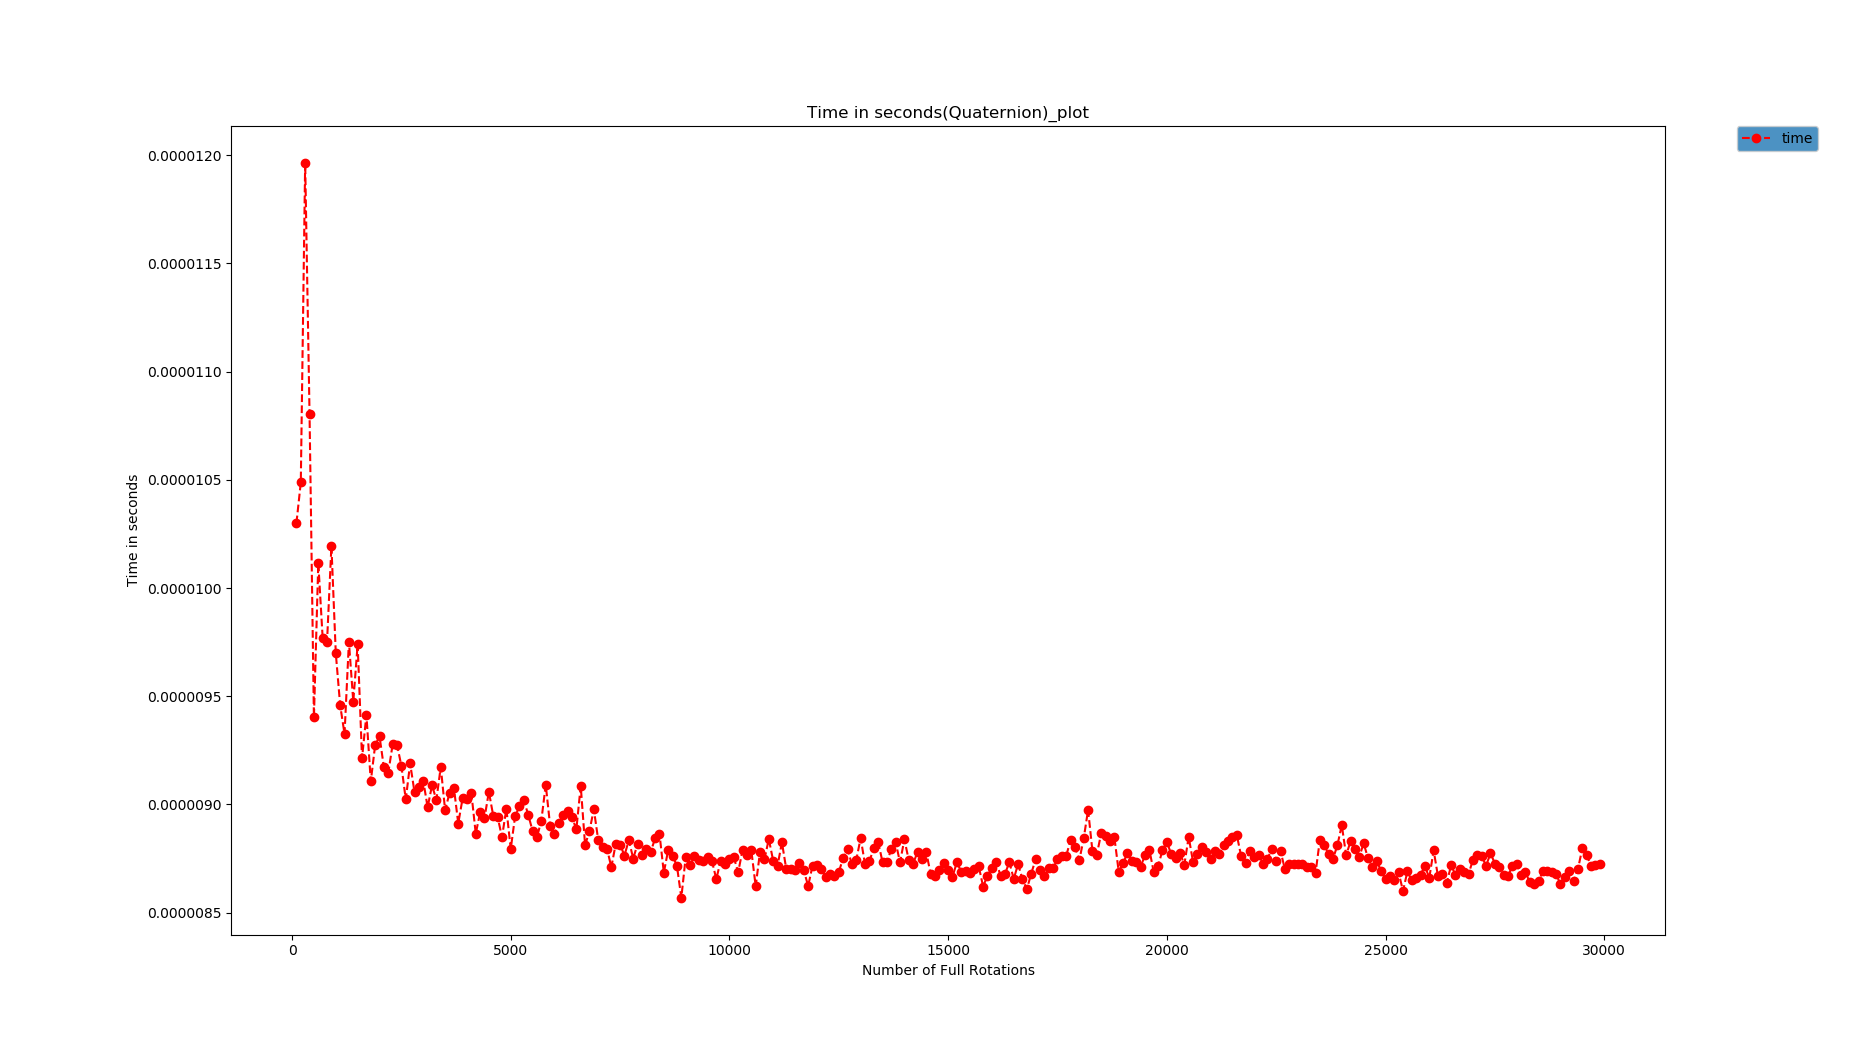 Time in seconds(Quaternion)_plot
time
0.0000120
0.0000115
0.0000110
0.0000105
0.0000100
0.0000095
0.0000090
0.0000085
Time in seconds
0 5000 10000 15000 20000 25000 30000
Number of Full Rotations